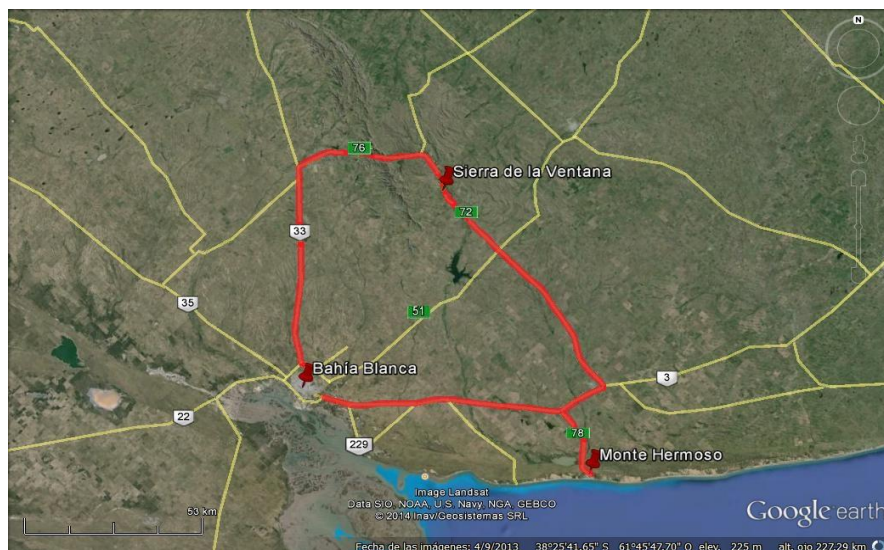 N
76
Sierra de la Ventana
72
33
35
51
Bahía Blanca
3
22
78
229
Monte Hermoso
Image Landsat
Data SIO, NOAA, U.S. Navy, NGA, GEBCO
© 2014 Inav/Geosistemas SRL
53 km
Google earth
Fecha de las imágenes: 4/9/2013 38°25'41.65" S 61°45'47.70" O elev. 225 m alt. ojo 227.29 km